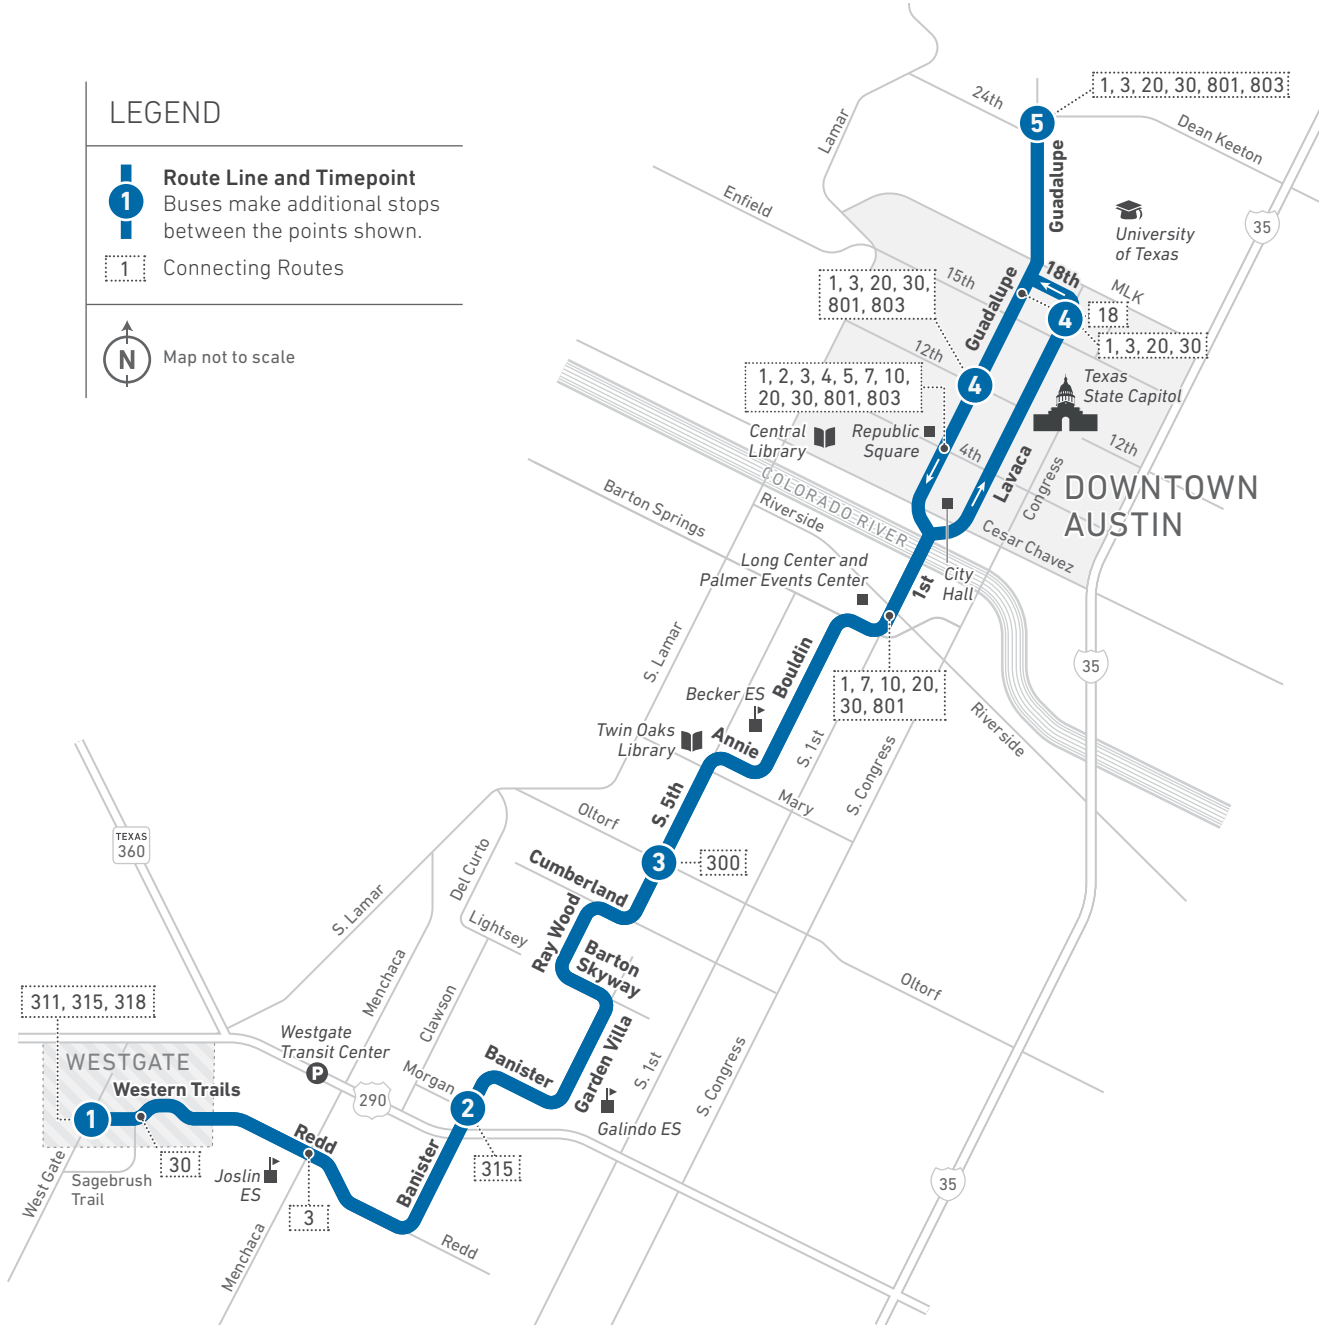 LEGEND
1
Route Line and Timepoint
Buses make additional stops
between the points shown.
1
Connecting Routes
N
Map not to scale
1, 3, 20, 30, 801, 803
24th
5
Dean Keeton
Lamar
Guadalupe
Enfield
University
of Texas
35
18th
15th
MLK
1, 3, 20, 30,
801, 803
Guadalupe
4
18
1, 3, 20, 30
12th
4
Texas
State Capitol
1, 2, 3, 4, 5, 7, 10,
20, 30, 801, 803
Central
Library
Republic
Square
4th
12th
Lavaca
Congress
DOWNTOWN
AUSTIN
COLORADO RIVER
Barton Springs
Riverside
Cesar Chavez
Long Center and
Palmer Events Center
1st
City
Hall
S. Lamar
Bouldin
35
1, 7, 10, 20,
30, 801
Becker ES
Riverside
Twin Oaks
Library
Annie
S. 1st
S. Congress
Mary
S. 5th
Oltorf
TEXAS
360
3
300
Del Curto
Cumberland
S. Lamar
Ray Wood
Lightsey
Barton
Skyway
Menchaca
Oltorf
311, 315, 318
Clawson
Westgate
Transit Center
P
WESTGATE
Western Trails
Banister
Garden Villa
S. 1st
S. Congress
Morgan
290
1
2
Galindo ES
Redd
Banister
315
30
Joslin
ES
West Gate
Sagebrush
Trail
3
35
Menchaca
Redd